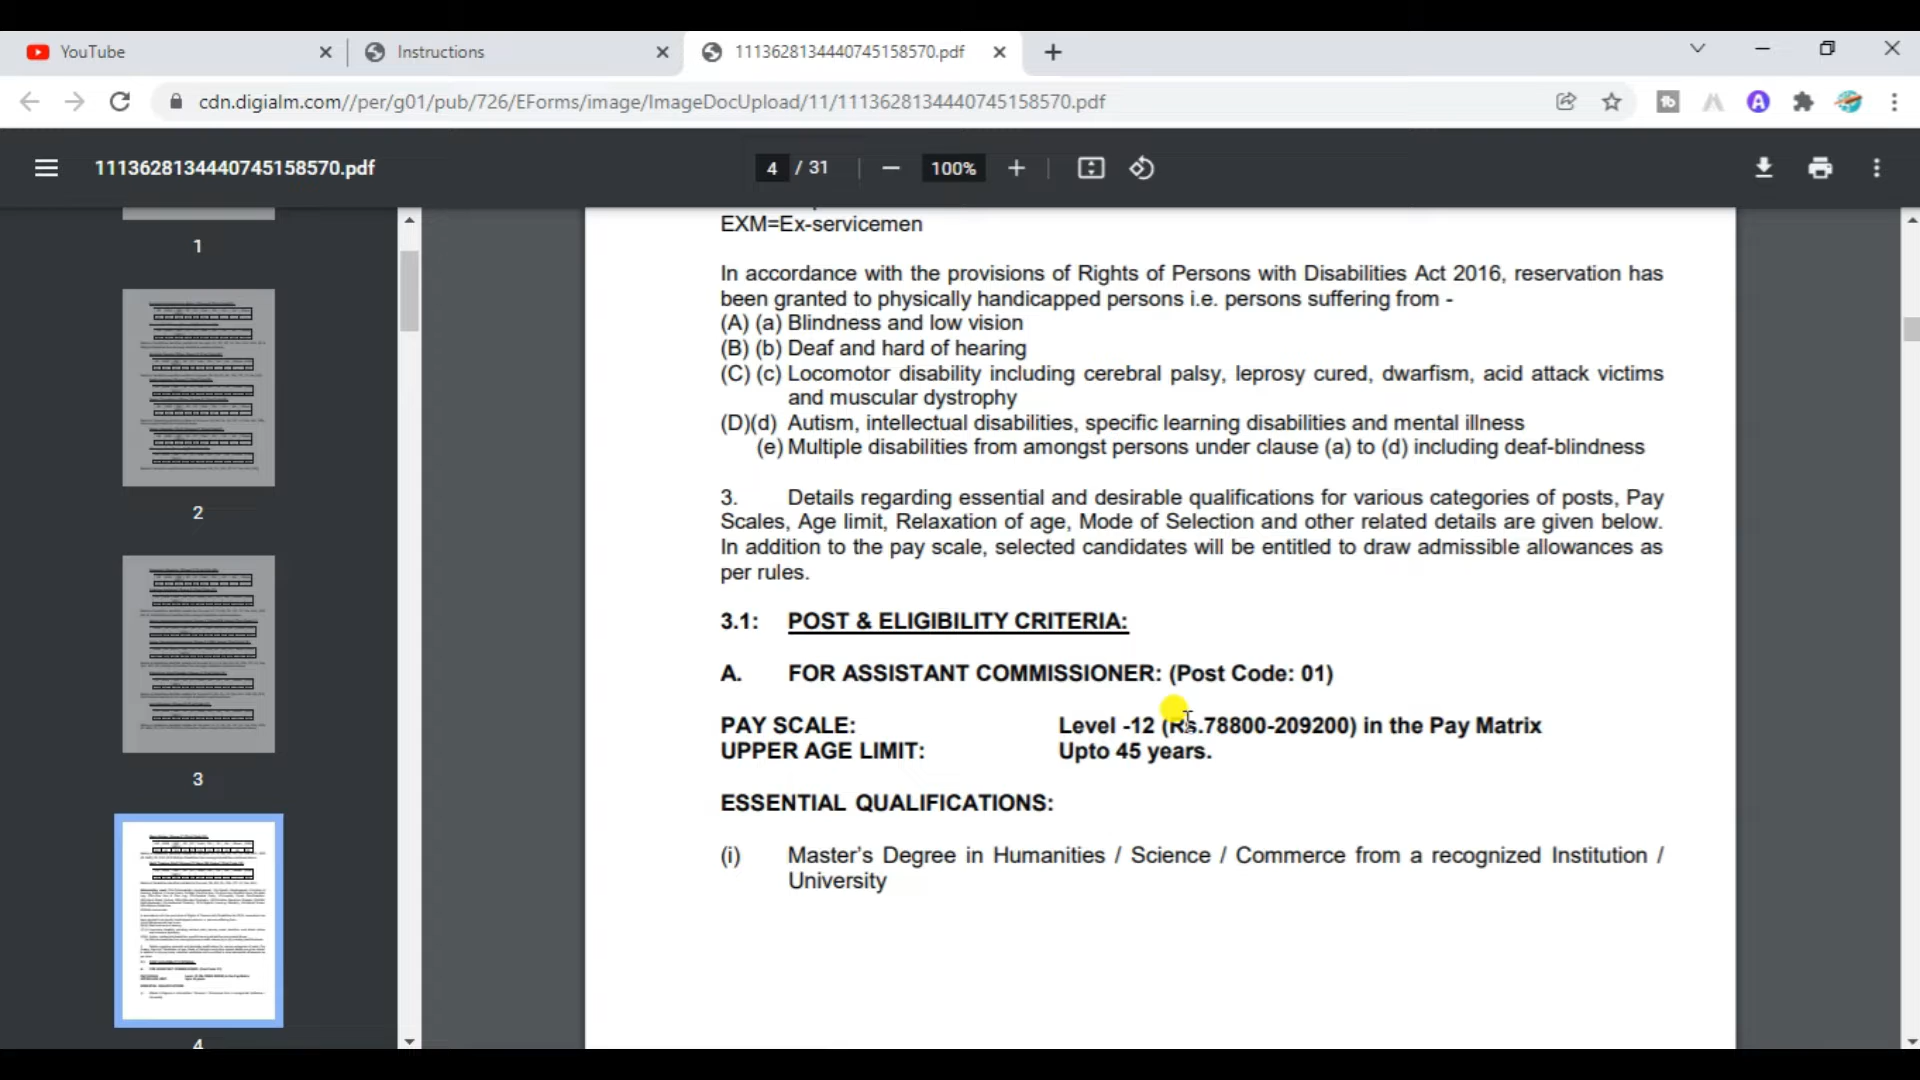 YouTube
Instructions
1113628134440745158570.pdf
cdn.digialm.com//per/g01/pub/726/EForms/image/ImageDocUpload/11/1113628134440745158570.pdf
1113628134440745158570.pdf
4 / 31
100%
1
2
3
4
EXM=Ex-servicemen
In accordance with the provisions of Rights of Persons with Disabilities Act 2016, reservation has
been granted to physically handicapped persons i.e. persons suffering from -
(A) (a) Blindness and low vision
(B) (b) Deaf and hard of hearing
(C) (c) Locomotor disability including cerebral palsy, leprosy cured, dwarfism, acid attack victims
and muscular dystrophy
(D)(d) Autism, intellectual disabilities, specific learning disabilities and mental illness
(e) Multiple disabilities from amongst persons under clause (a) to (d) including deaf-blindness
3. Details regarding essential and desirable qualifications for various categories of posts, Pay
Scales, Age limit, Relaxation of age, Mode of Selection and other related details are given below.
In addition to the pay scale, selected candidates will be entitled to draw admissible allowances as
per rules.
3.1: POST & ELIGIBILITY CRITERIA:
A. FOR ASSISTANT COMMISSIONER: (Post Code: 01)
PAY SCALE: Level -12 (Rs.78800-209200) in the Pay Matrix
UPPER AGE LIMIT: Upto 45 years.
ESSENTIAL QUALIFICATIONS:
(i) Master's Degree in Humanities / Science / Commerce from a recognized Institution /
University